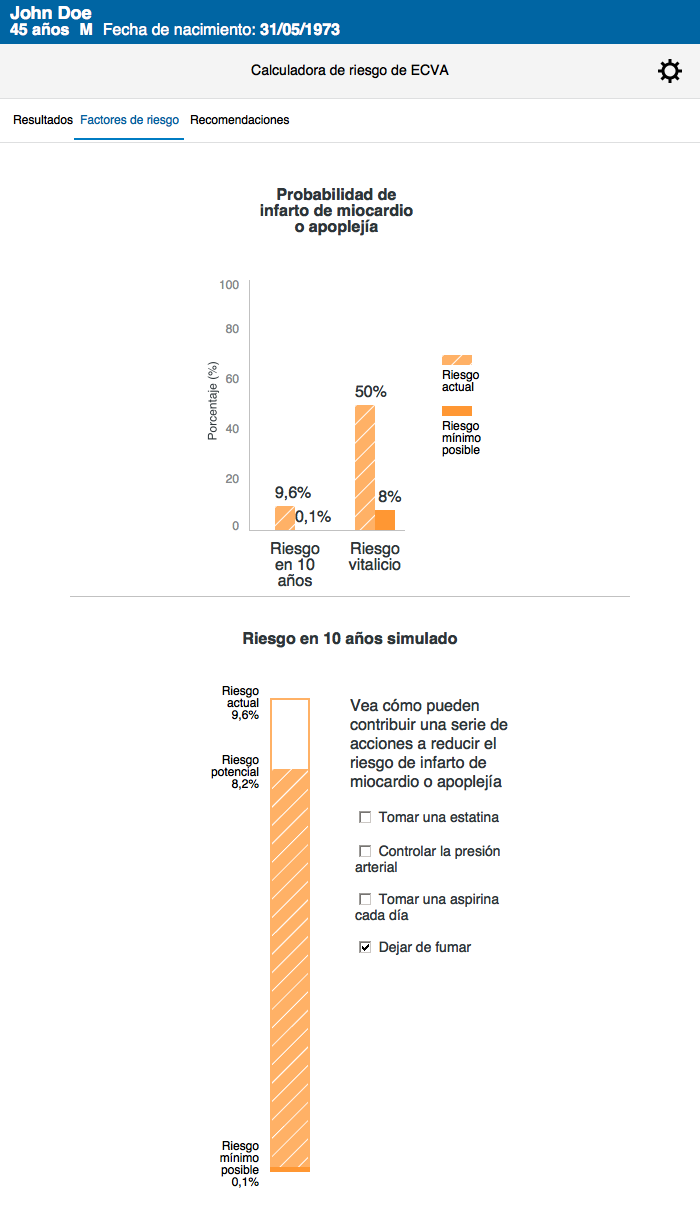 John Doe
45 años M Fecha de nacimiento: 31/05/1973
Calculadora de riesgo de ECVA
Resultados Factores de riesgo Recomendaciones
Probabilidad de
infarto de miocardio
o apoplejía
Porcentaje (%)
100
80
60
40
20
0
9,6%
0,1%
50%
8%
Riesgo
en 10
años
Riesgo
vitalicio
Riesgo
actual
Riesgo
mínimo
posible
Riesgo en 10 años simulado
Riesgo
actual
9,6%
Riesgo
potencial
8,2%
Riesgo
mínimo
posible
0,1%
Vea cómo pueden
contribuir una serie de
acciones a reducir el
riesgo de infarto de
miocardio o apoplejía
Tomar una estatina
Controlar la presión
arterial
Tomar una aspirina
cada día
Dejar de fumar